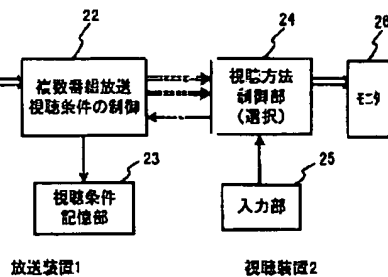 22
複数番組放送
視聴条件の制御
23
視聴条件
記憶部
24
視聴方法
制御部
(選択)
25
入力部
26
モニタ
放送装置1
視聴装置2